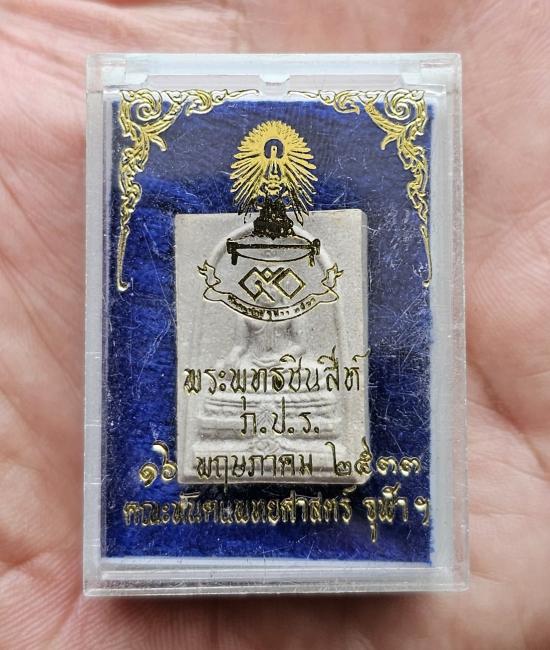 ๕๐
พระพุทธชินสีห์
ภ.ป.ร.
๑๖ พฤษภาคม ๒๕๓๓
คณะทันตแพทยศาสตร์ จุฬาฯ